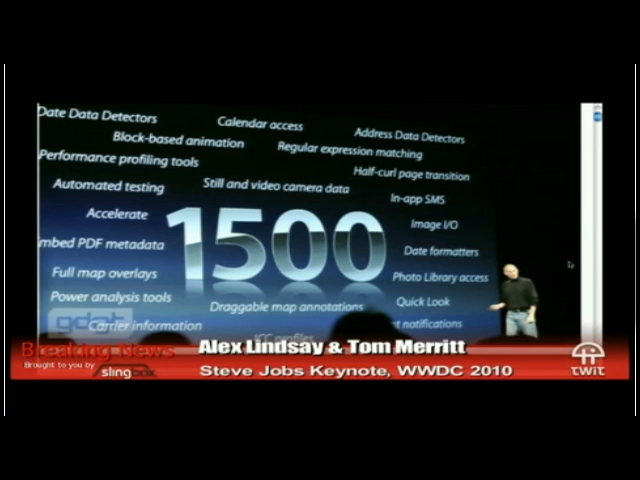 Date Data Detectors
Calendar access
Address Data Detectors
Block-based animation
Regular expression matching
Performance profiling tools
Half-curl page transition
Automated testing
Still and video camera data
In-app SMS
Accelerate
1500
Image I/O
mbed PDF metadata
Date formatters
Full map overlays
Photo Library access
Power analysis tools
Draggable map annotations
Quick Look
gdgt
Carrier information
t notifications
ICC profiles
Breaking News
Alex Lindsay & Tom Merritt
Brought to you by slingbox
Steve Jobs Keynote, WWDC 2010
TWiT